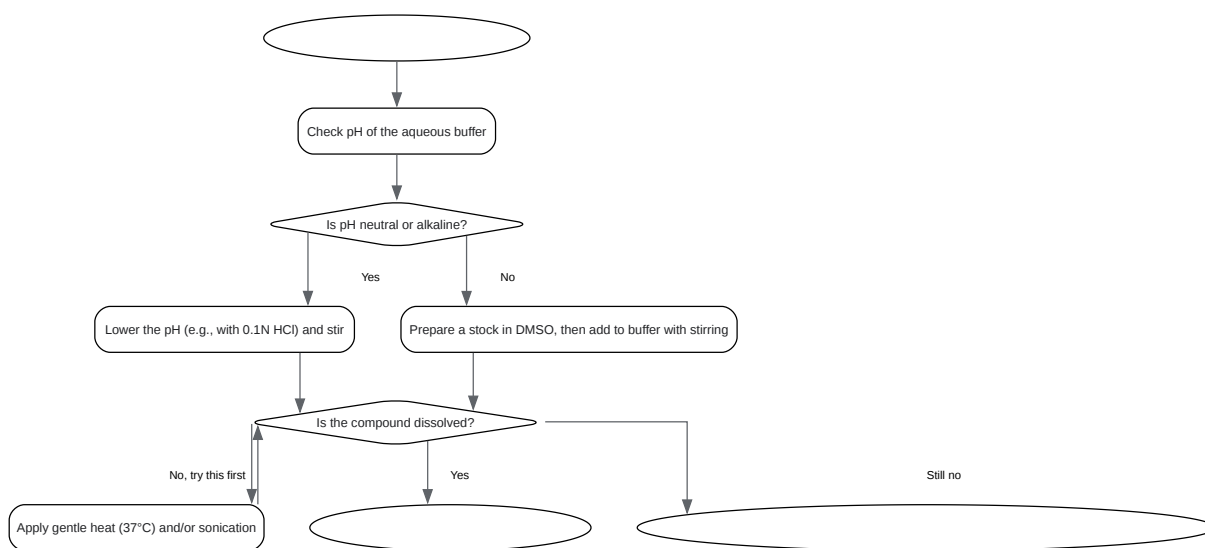 Check pH of the aqueous buffer
Is pH neutral or alkaline?
Yes
No
Lower the pH (e.g., with 0.1N HCl) and stir
Prepare a stock in DMSO, then add to buffer with stirring
Is the compound dissolved?
No, try this first
Yes
Still no
Apply gentle heat (37°C) and/or sonication